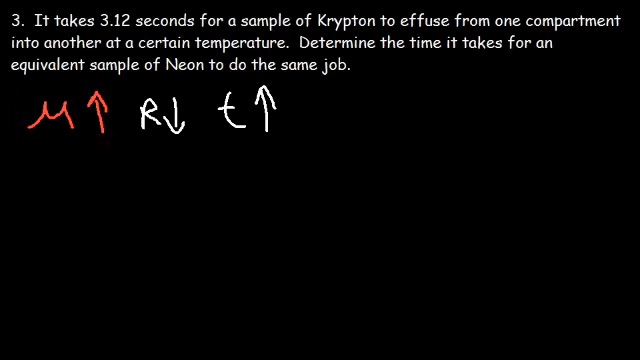 3. It takes 3.12 seconds for a sample of Krypton to effuse from one compartment
into another at a certain temperature. Determine the time it takes for an
equivalent sample of Neon to do the same job.
M ↑ R ↓ t ↑